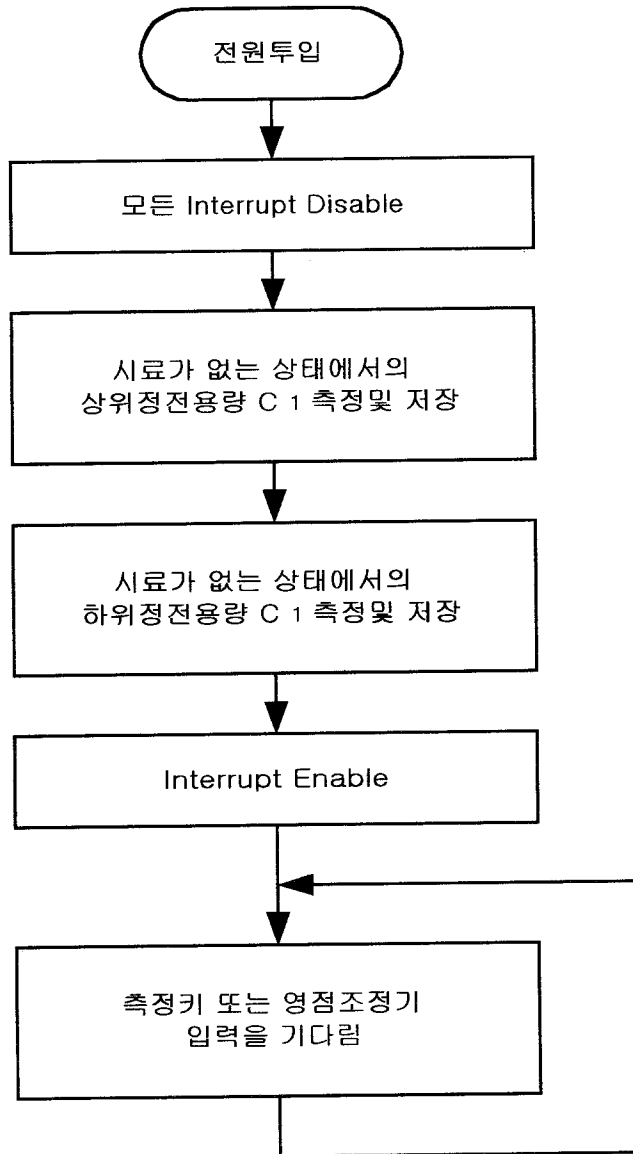 전원투입
모든 Interrupt Disable
시료가 없는 상태에서의
상위정전용량 C 1 측정및 저장
시료가 없는 상태에서의
하위정전용량 C 1 측정및 저장
Interrupt Enable
측정키 또는 영점조정기
입력을 기다림